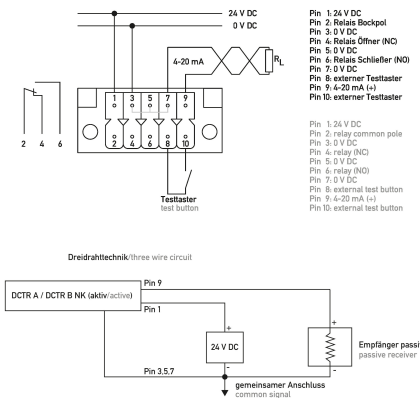 24 V DC
0 V DC
4-20 mA
RL
1 3 5 7 9
2 4 6 8 10
2 4 6
Testtaster
test button
Pin 1: 24 V DC
Pin 2: Relais Bockpol
Pin 3: 0 V DC
Pin 4: Relais Öffner (NC)
Pin 5: 0 V DC
Pin 6: Relais Schließer (NO)
Pin 7: 0 V DC
Pin 8: externer Testtaster
Pin 9: 4-20 mA (+)
Pin 10: externer Testtaster
Pin 1: 24 V DC
Pin 2: relay common pole
Pin 3: 0 V DC
Pin 4: relay (NC)
Pin 5: 0 V DC
Pin 6: relay (NO)
Pin 7: 0 V DC
Pin 8: external test button
Pin 9: 4-20 mA (+)
Pin 10: external test button
Dreidrahttechnik/three wire circuit
DCTR A / DCTR B NK (aktiv/active)
Pin 9
Pin 1
+
24 V DC
-
+
-
Empfänger passi
passive receiver
Pin 3,5,7
gemeinsamer Anschluss
common signal